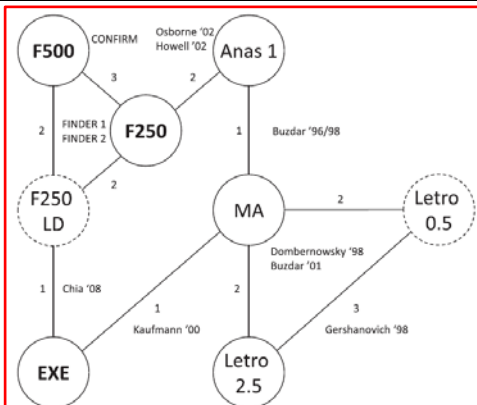 F500
CONFIRM
Osborne '02
Howell '02
Anas 1
3
2
2
FINDER 1
FINDER 2
F250
1
Buzdar '96/98
2
F250
LD
MA
2
Letro
0.5
Dombernowsky '98
Buzdar '01
1
Chia '08
2
1
Kaufmann '00
3
Gershanovich '98
EXE
Letro
2.5